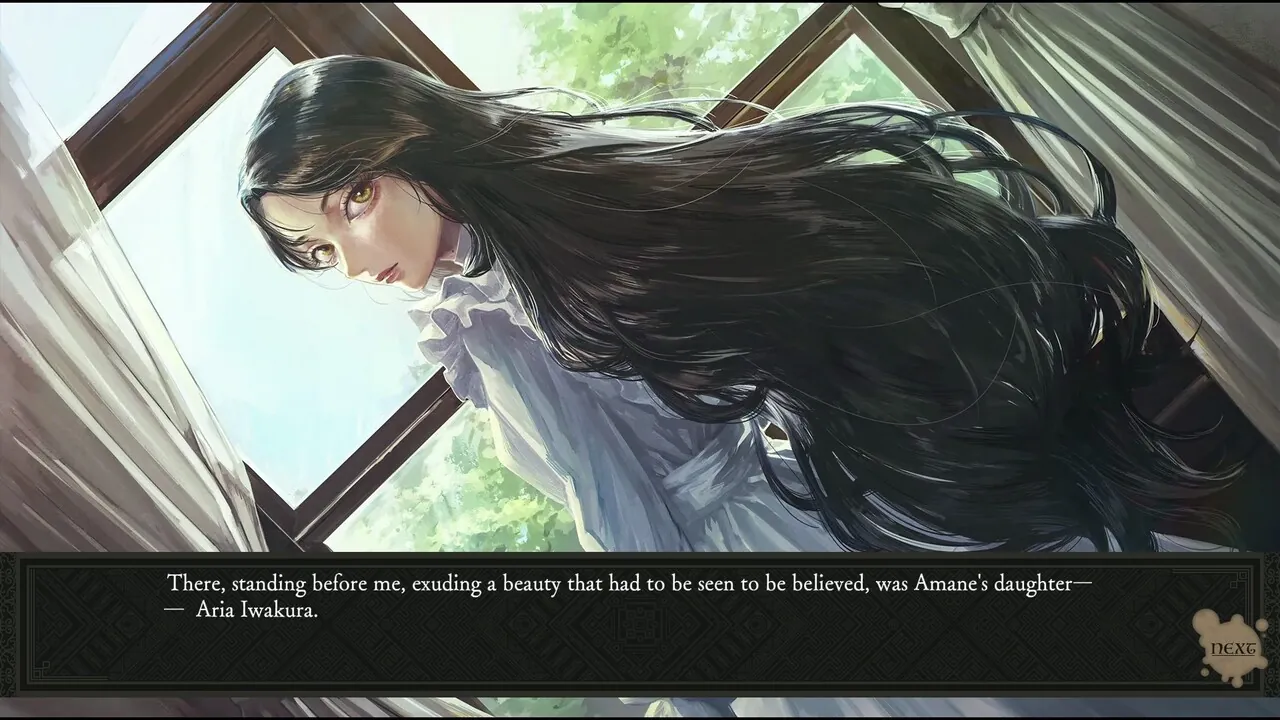 There, standing before me, exuding a beauty that had to be seen to be believed, was Amane's daughter—
— Aria Iwakura.
NEXT